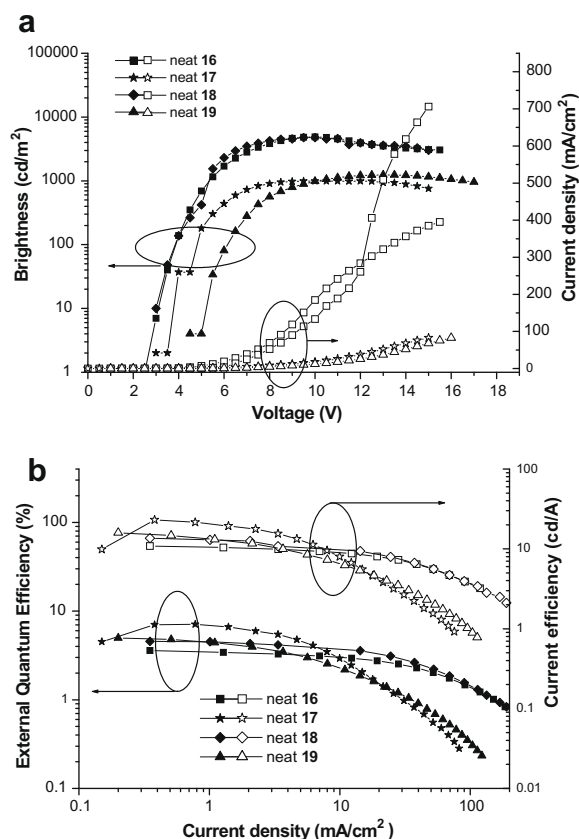 a
neat 16
neat 17
neat 18
neat 19
Brightness (cd/m²)
100000
10000
1000
100
10
1
Current density (mA/cm²)
800
700
600
500
400
300
200
100
0
0 2 4 6 8 10 12 14 16 18
Voltage (V)
b
External Quantum Efficiency (%)
100
10
1
0.1
Current efficiency (cd/A)
100
10
1
0.1
0.01
neat 16
neat 17
neat 18
neat 19
0.1 1 10 100
Current density (mA/cm²)